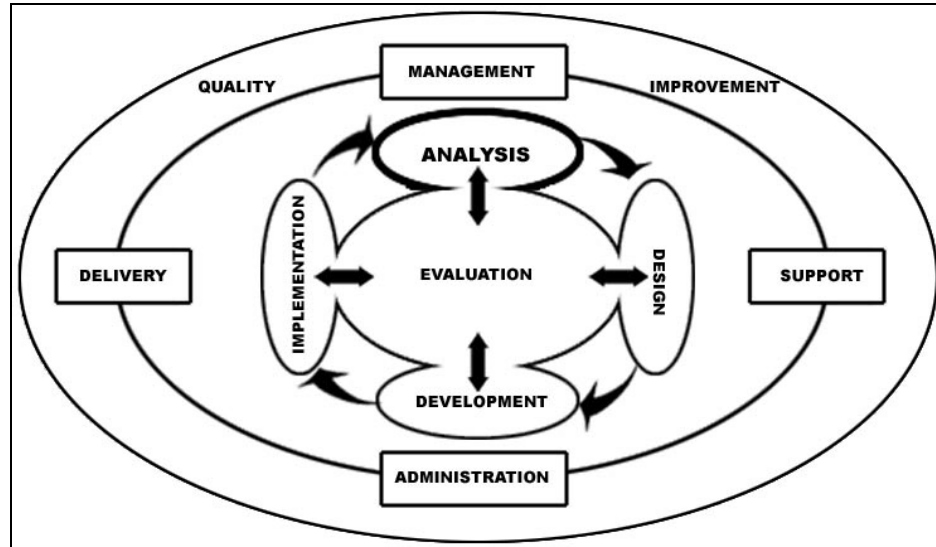 MANAGEMENT
QUALITY
IMPROVEMENT
ANALYSIS
IMPLEMENTATION
DESIGN
DELIVERY
EVALUATION
SUPPORT
DEVELOPMENT
ADMINISTRATION